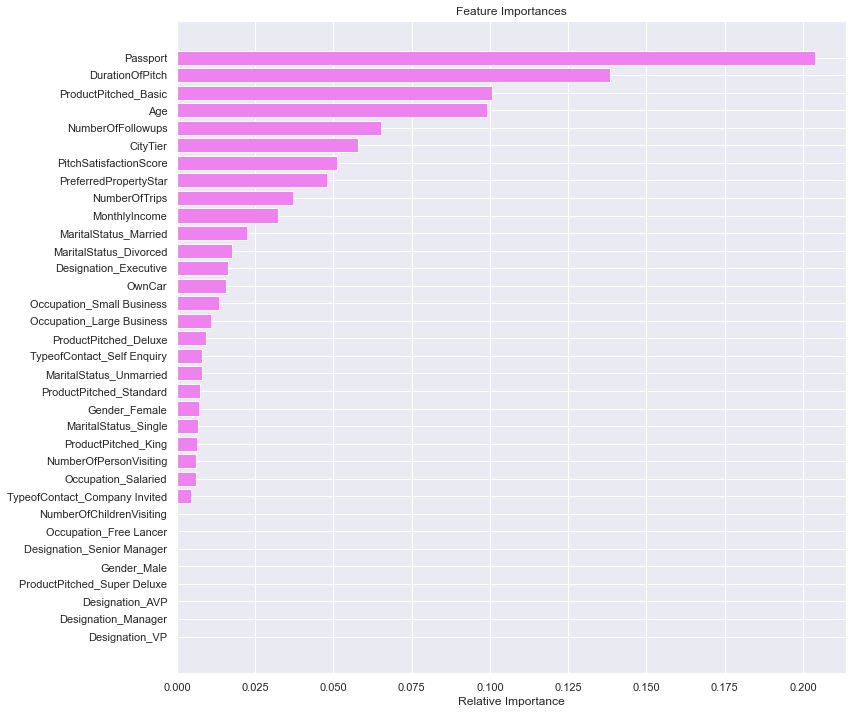 Feature Importances
Passport
DurationOfPitch
ProductPitched_Basic
Age
NumberOfFollowups
CityTier
PitchSatisfactionScore
PreferredPropertyStar
NumberOfTrips
MonthlyIncome
MaritalStatus_Married
MaritalStatus_Divorced
Designation_Executive
OwnCar
Occupation_Small Business
Occupation_Large Business
ProductPitched_Deluxe
TypeofContact_Self Enquiry
MaritalStatus_Unmarried
ProductPitched_Standard
Gender_Female
MaritalStatus_Single
ProductPitched_King
NumberOfPersonVisiting
Occupation_Salaried
TypeofContact_Company Invited
NumberOfChildrenVisiting
Occupation_Free Lancer
Designation_Senior Manager
Gender_Male
ProductPitched_Super Deluxe
Designation_AVP
Designation_Manager
Designation_VP
0.000 0.025 0.050 0.075 0.100 0.125 0.150 0.175 0.200
Relative Importance